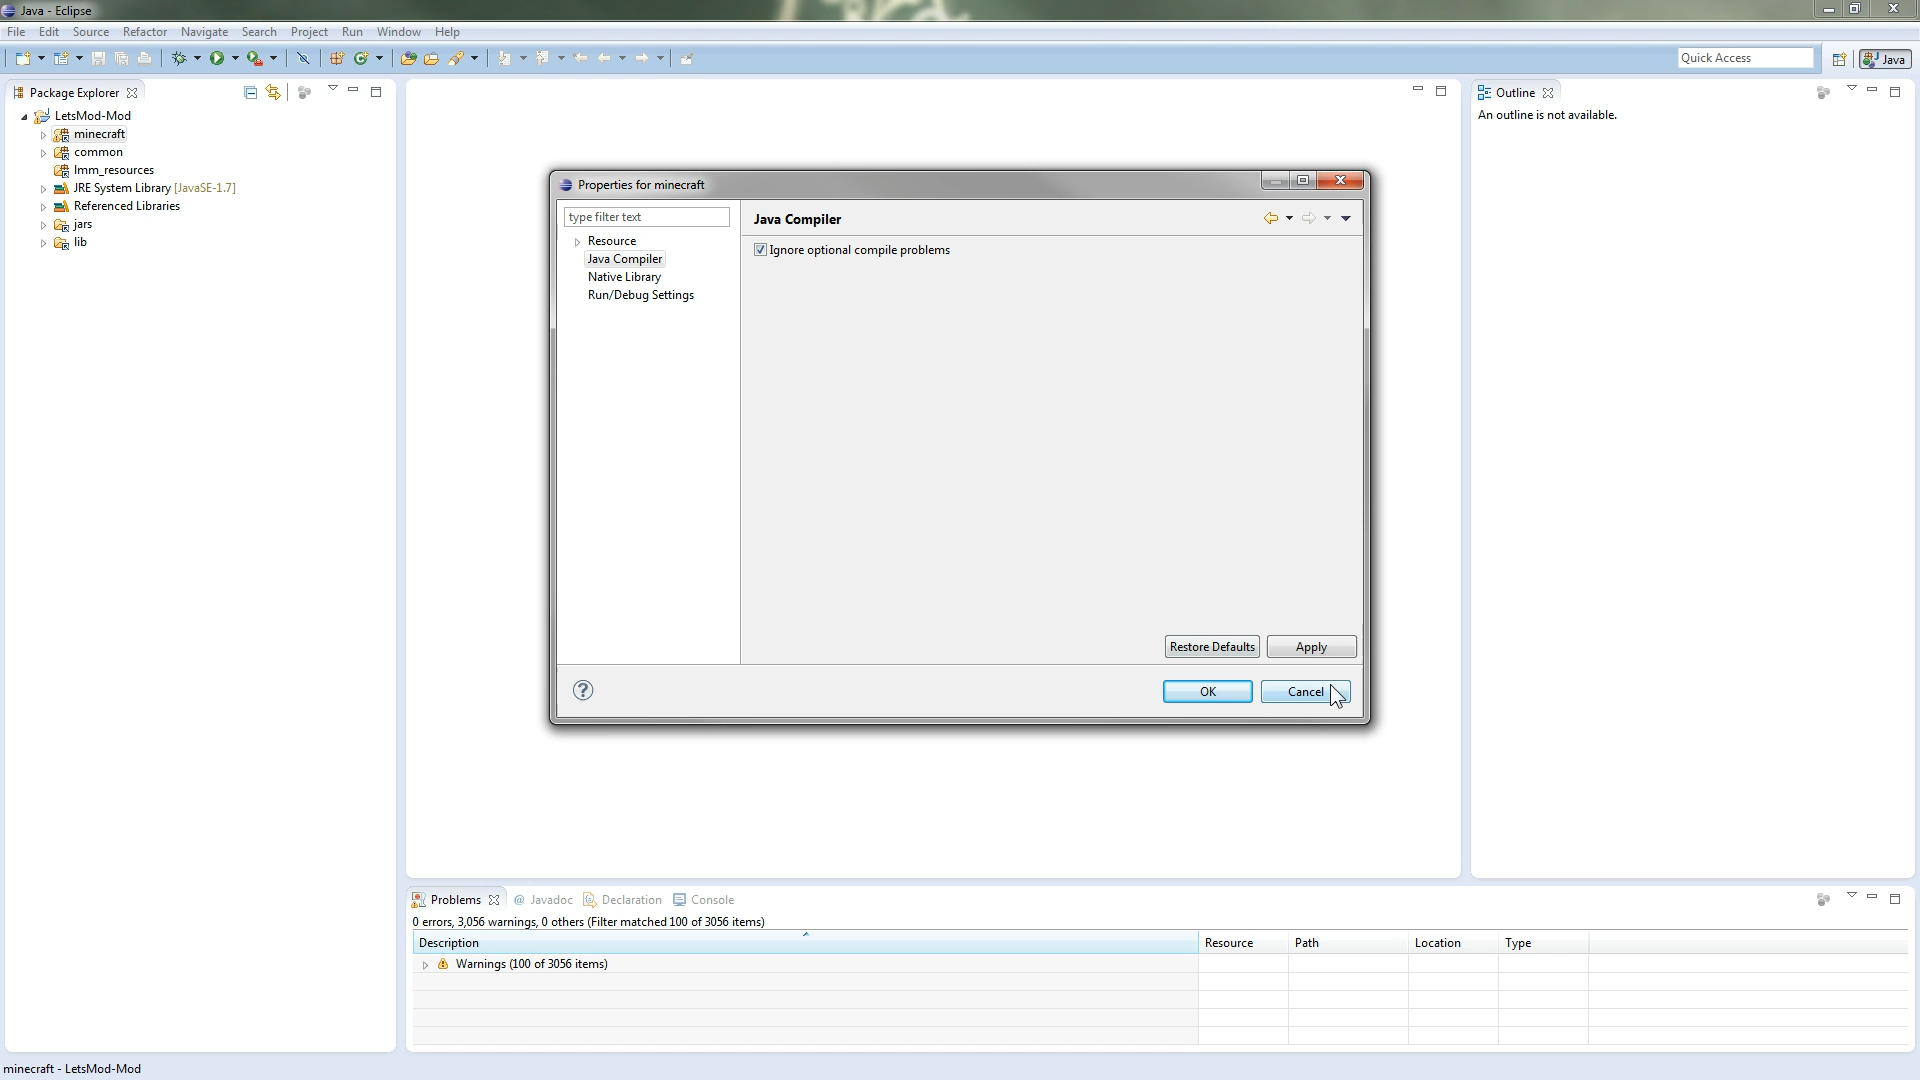 Java - Eclipse
File Edit Source Refactor Navigate Search Project Run Window Help
Quick Access
Java
Package Explorer
LetsMod-Mod
minecraft
common
lmm_resources
JRE System Library [JavaSE-1.7]
Referenced Libraries
jars
lib
Outline
An outline is not available.
Properties for minecraft
type filter text
Resource
Java Compiler
Native Library
Run/Debug Settings
Java Compiler
Ignore optional compile problems
Restore Defaults Apply
OK Cancel
Problems @ Javadoc Declaration Console
0 errors, 3,056 warnings, 0 others (Filter matched 100 of 3056 items)
Description Resource Path Location Type
Warnings (100 of 3056 items)
minecraft - LetsMod-Mod